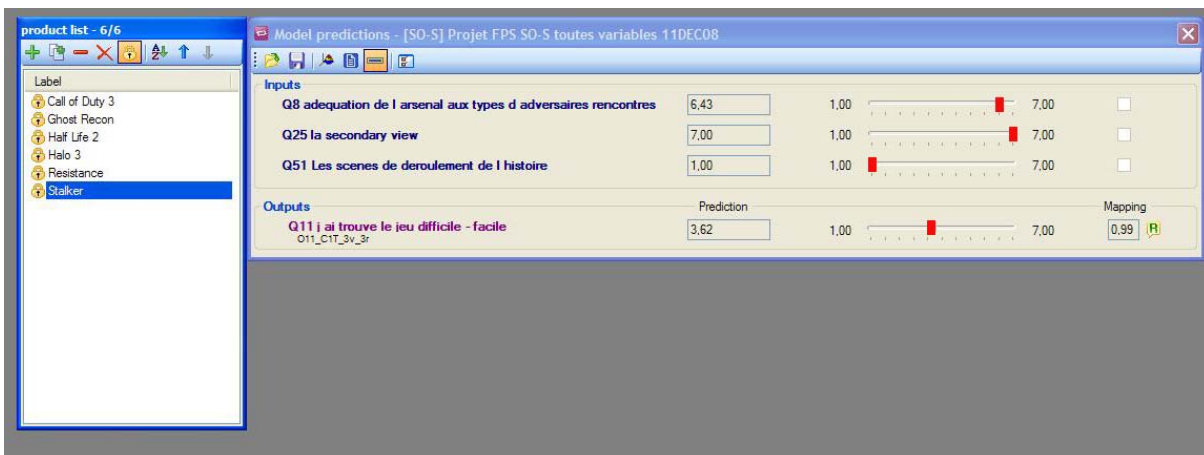 product list - 6/6
Label
Call of Duty 3
Ghost Recon
Half Life 2
Halo 3
Resistance
Stalker
Model predictions - [SO-S] Projet FPS SO-S toutes variables 11DEC08
Inputs
Q8 adequation de l arsenal aux types d adversaires rencontres 6,43 1,00 7,00
Q25 la secondary view 7,00 1,00 7,00
Q51 Les scenes de deroulement de l histoire 1,00 1,00 7,00
Outputs Prediction Mapping
Q11 j ai trouve le jeu difficile - facile 3,62 1,00 7,00 0,99 R
O11_C1T_3v_3r